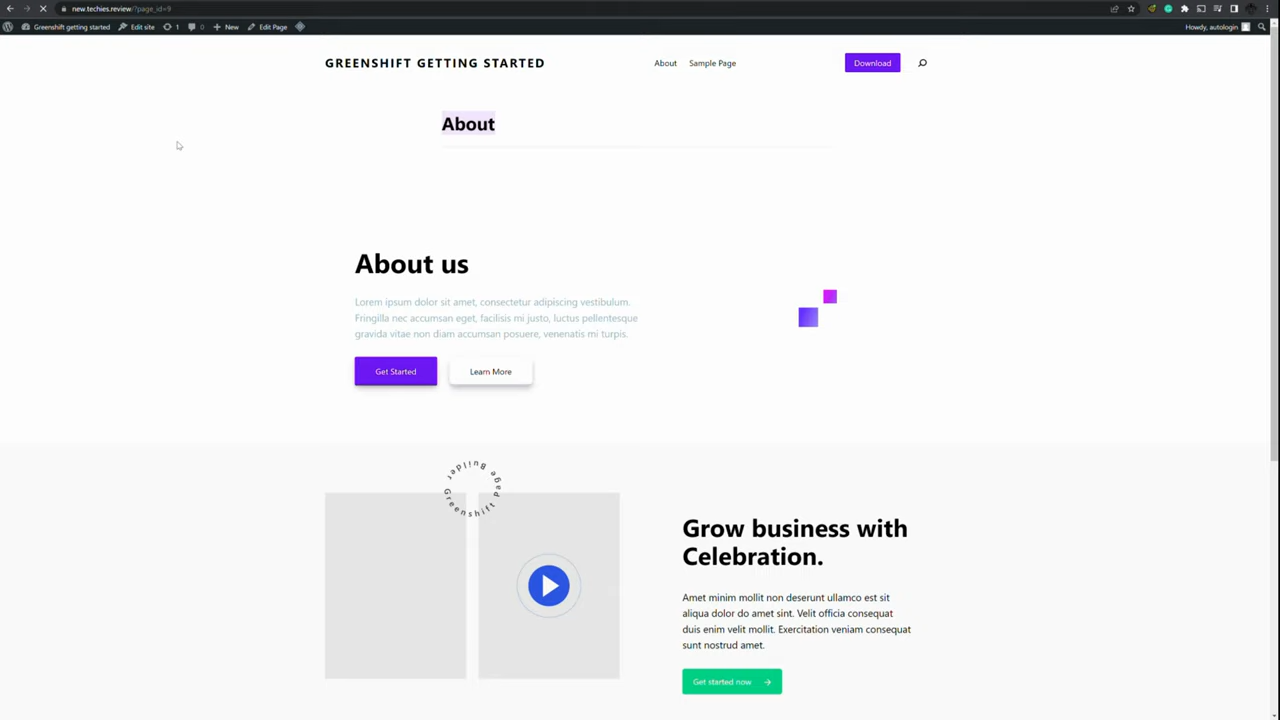 new.techies.review/?page_id=9
Greenshift getting started
Edit site
1
0
New
Edit Page
Howdy, autologin
GREENSHIFT GETTING STARTED
About
Sample Page
Download
About
About us
Lorem ipsum dolor sit amet, consectetur adipiscing vestibulum.
Fringilla nec accumsan eget, facilisis mi justo, luctus pellentesque
gravida vitae non diam accumsan posuere, venenatis mi turpis.
Get Started
Learn More
Greenshift Page Builder
Grow business with
Celebration.
Amet minim mollit non deserunt ullamco est sit
aliqua dolor do amet sint. Velit officia consequat
duis enim velit mollit. Exercitation veniam consequat
sunt nostrud amet.
Get started now